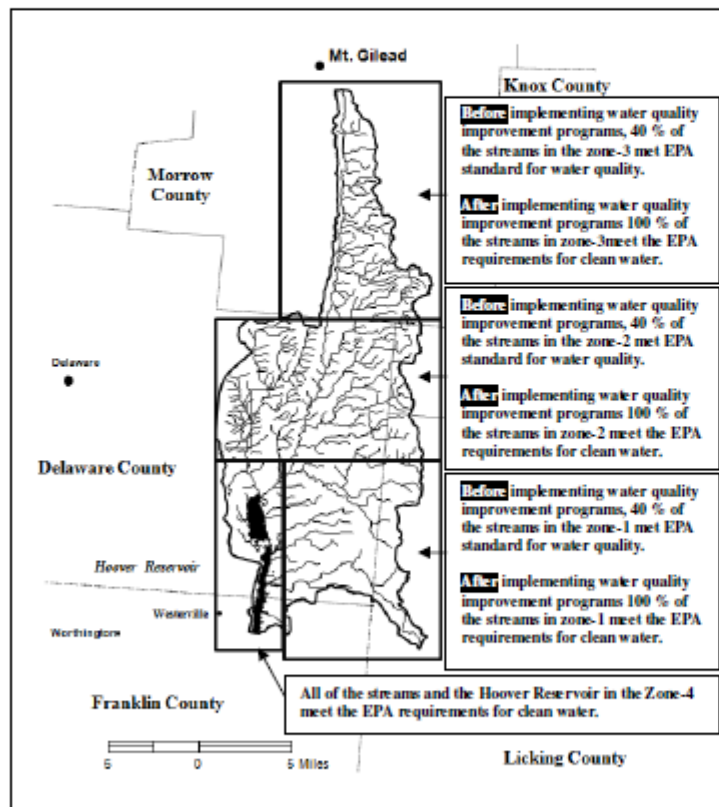 Mt. Gilead
Knox County
Before implementing water quality
improvement programs, 40 % of
the streams in the zone-3 met EPA
standard for water quality.
After implementing water quality
improvement programs 100 % of
the streams in zone-3meet the EPA
requirements for clean water.
Morrow
County
Before implementing water quality
improvement programs, 40 % of
the streams in the zone-2 met EPA
standard for water quality.
After implementing water quality
improvement programs 100 % of
the streams in zone-2 meet the EPA
requirements for clean water.
Delaware
Delaware County
Before implementing water quality
improvement programs, 40 % of
the streams in the zone-1 met EPA
standard for water quality.
After implementing water quality
improvement programs 100 % of
the streams in zone-1 meet the EPA
requirements for clean water.
Hoover Reservoir
Westerville
Worthington
All of the streams and the Hoover Reservoir in the Zone-4
meet the EPA requirements for clean water.
Franklin County
5 0 5 Miles
Licking County